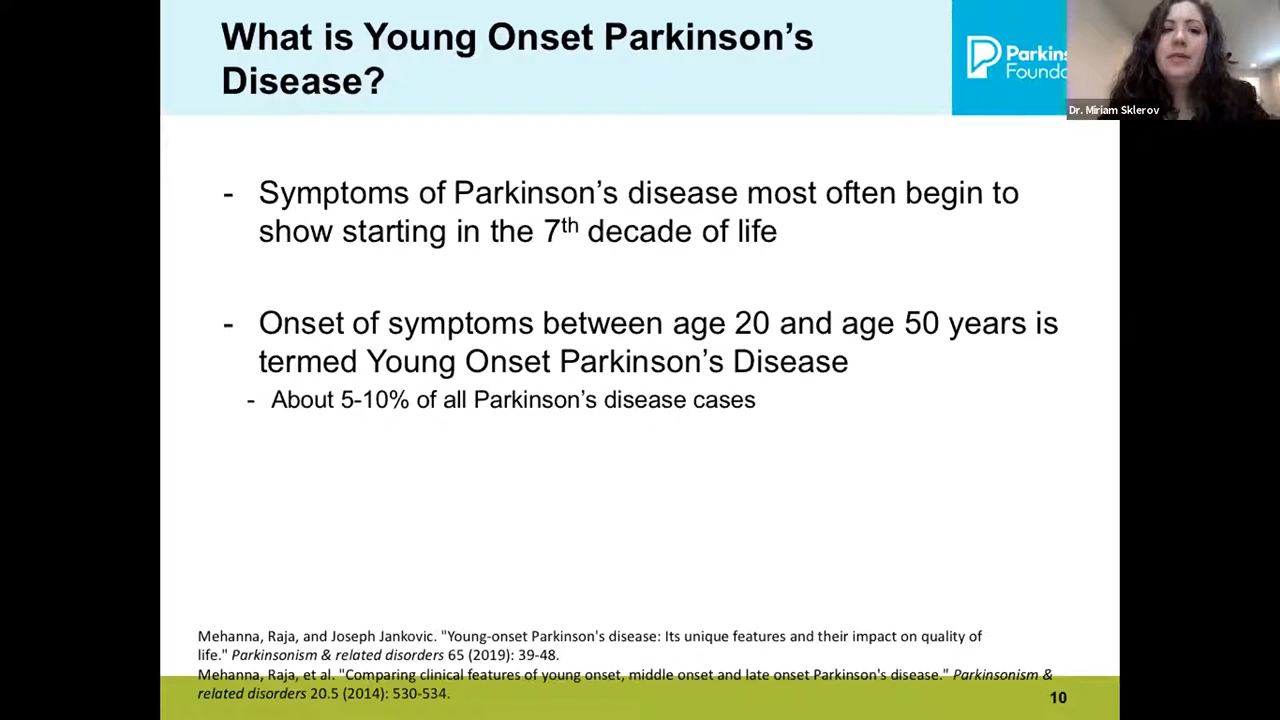 What is Young Onset Parkinson's
Disease?
Dr. Miriam Sklerov
- Symptoms of Parkinson's disease most often begin to
show starting in the 7th decade of life
- Onset of symptoms between age 20 and age 50 years is
termed Young Onset Parkinson's Disease
- About 5-10% of all Parkinson's disease cases
Mehanna, Raja, and Joseph Jankovic. "Young-onset Parkinson's disease: Its unique features and their impact on quality of
life." Parkinsonism & related disorders 65 (2019): 39-48.
Mehanna, Raja, et al. "Comparing clinical features of young onset, middle onset and late onset Parkinson's disease." Parkinsonism &
related disorders 20.5 (2014): 530-534.
10